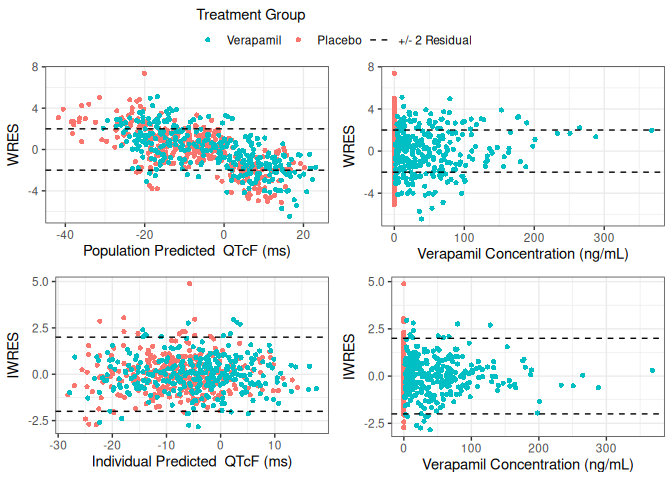 Treatment Group
Verapamil Placebo +/- 2 Residual
WRES
8
4
0
-4
-40 -20 0 20
Population Predicted QTcF (ms)
WRES
8
4
0
-4
0 100 200 300
Verapamil Concentration (ng/mL)
IWRES
5.0
2.5
0.0
-2.5
-30 -20 -10 0 10
Individual Predicted QTcF (ms)
IWRES
5.0
2.5
0.0
-2.5
0 100 200 300
Verapamil Concentration (ng/mL)